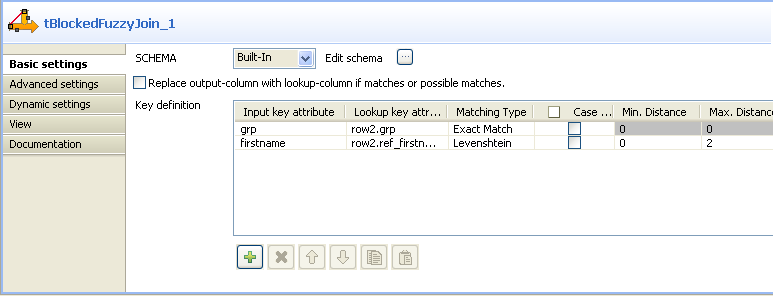 tBlockedFuzzyJoin_1
Basic settings
Advanced settings
Dynamic settings
View
Documentation
SCHEMA Built-In Edit schema ...
Replace output-column with lookup-column if matches or possible matches.
Key definition
Input key attribute Lookup key attr... Matching Type Case ... Min. Distance Max. Distance
grp row2.grp Exact Match 0 0
firstname row2.ref_firstn... Levenshtein 0 2